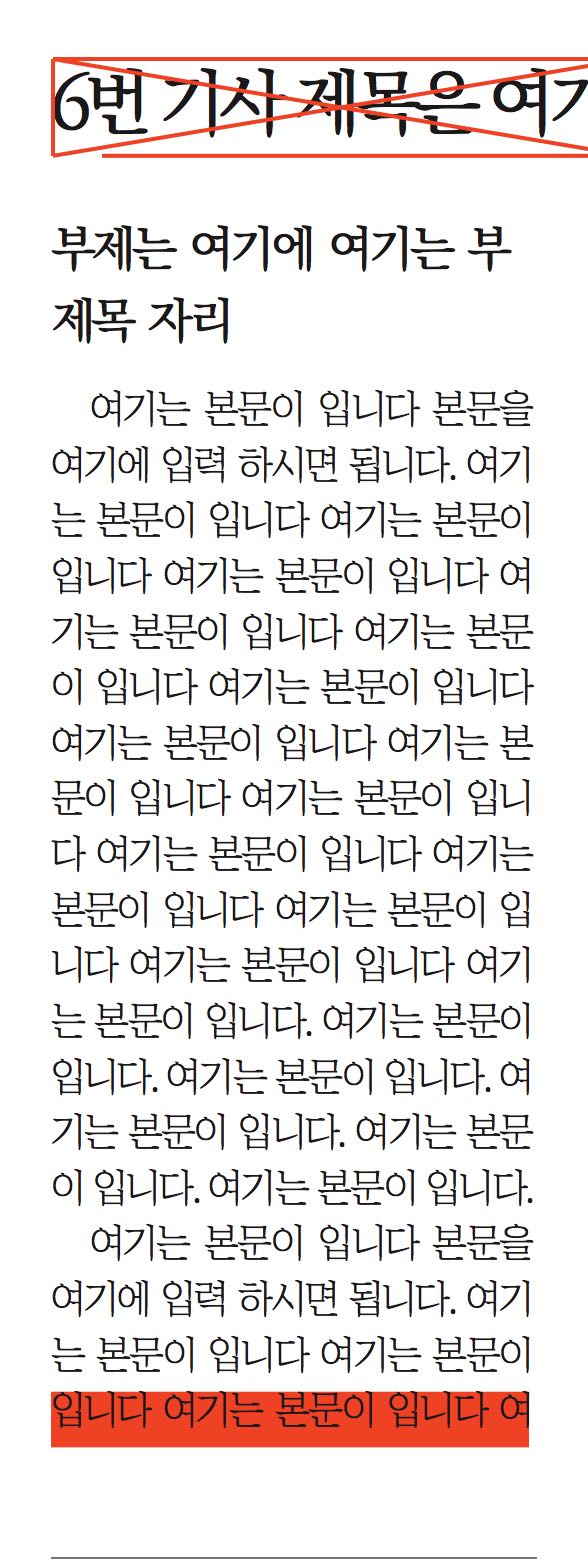 6번 기사 제목은 여기
부제는 여기에 여기는 부
제목 자리
여기는 본문이 입니다 본문을
여기에 입력 하시면 됩니다. 여기
는 본문이 입니다 여기는 본문이
입니다 여기는 본문이 입니다 여
기는 본문이 입니다 여기는 본문
이 입니다 여기는 본문이 입니다
여기는 본문이 입니다 여기는 본
문이 입니다 여기는 본문이 입니
다 여기는 본문이 입니다 여기는
본문이 입니다 여기는 본문이 입
니다 여기는 본문이 입니다 여기
는 본문이 입니다. 여기는 본문이
입니다. 여기는 본문이 입니다. 여
기는 본문이 입니다. 여기는 본문
이 입니다. 여기는 본문이 입니다.
여기는 본문이 입니다 본문을
여기에 입력 하시면 됩니다. 여기
는 본문이 입니다 여기는 본문이
입니다 여기는 본문이 입니다 여